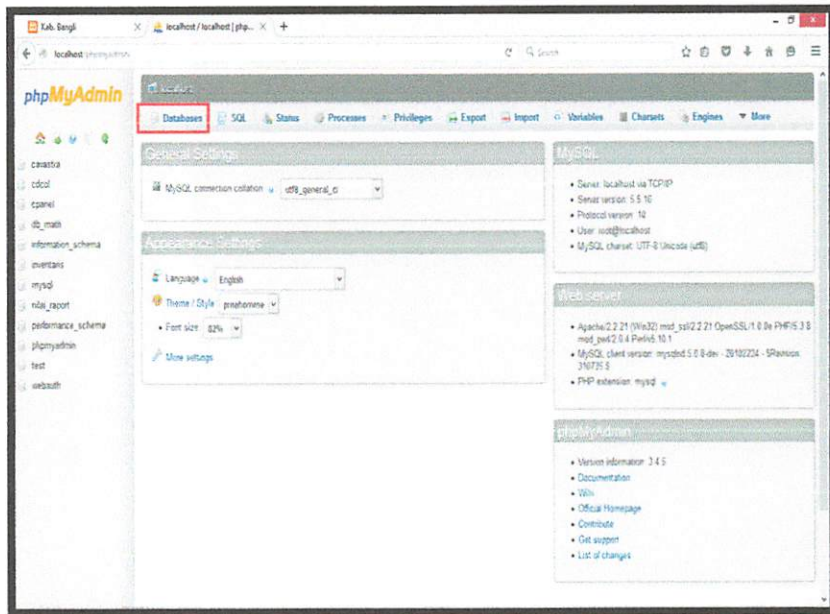 Kab. Bangli
localhost / localhost | php...
localhost/phpmyadmin/
Search
phpMyAdmin
localhost
Databases SQL Status Processes Privileges Export Import Variables Charsets Engines More
cavastra
cdcol
cpanel
db_math
information_schema
inventaris
mysql
nilai_raport
performance_schema
phpmyadmin
test
webauth
General Settings
MySQL connection collation utf8_general_ci
Appearance Settings
Language English
Theme / Style pmahomme
Font size 82%
More settings
MySQL
Server: localhost via TCP/IP
Server version: 5.5.16
Protocol version: 10
User: root@localhost
MySQL charset: UTF-8 Unicode (utf8)
Web server
Apache/2.2.21 (Win32) mod_ssl/2.2.21 OpenSSL/1.0.0e PHP/5.3.8
mod_perl/2.0.4 Perl/v5.10.1
MySQL client version: mysqlnd 5.0.8-dev - 20102224 - $Revision:
310735 $
PHP extension: mysql
phpMyAdmin
Version information: 3.4.5
Documentation
Wiki
Official Homepage
Contribute
Get support
List of changes